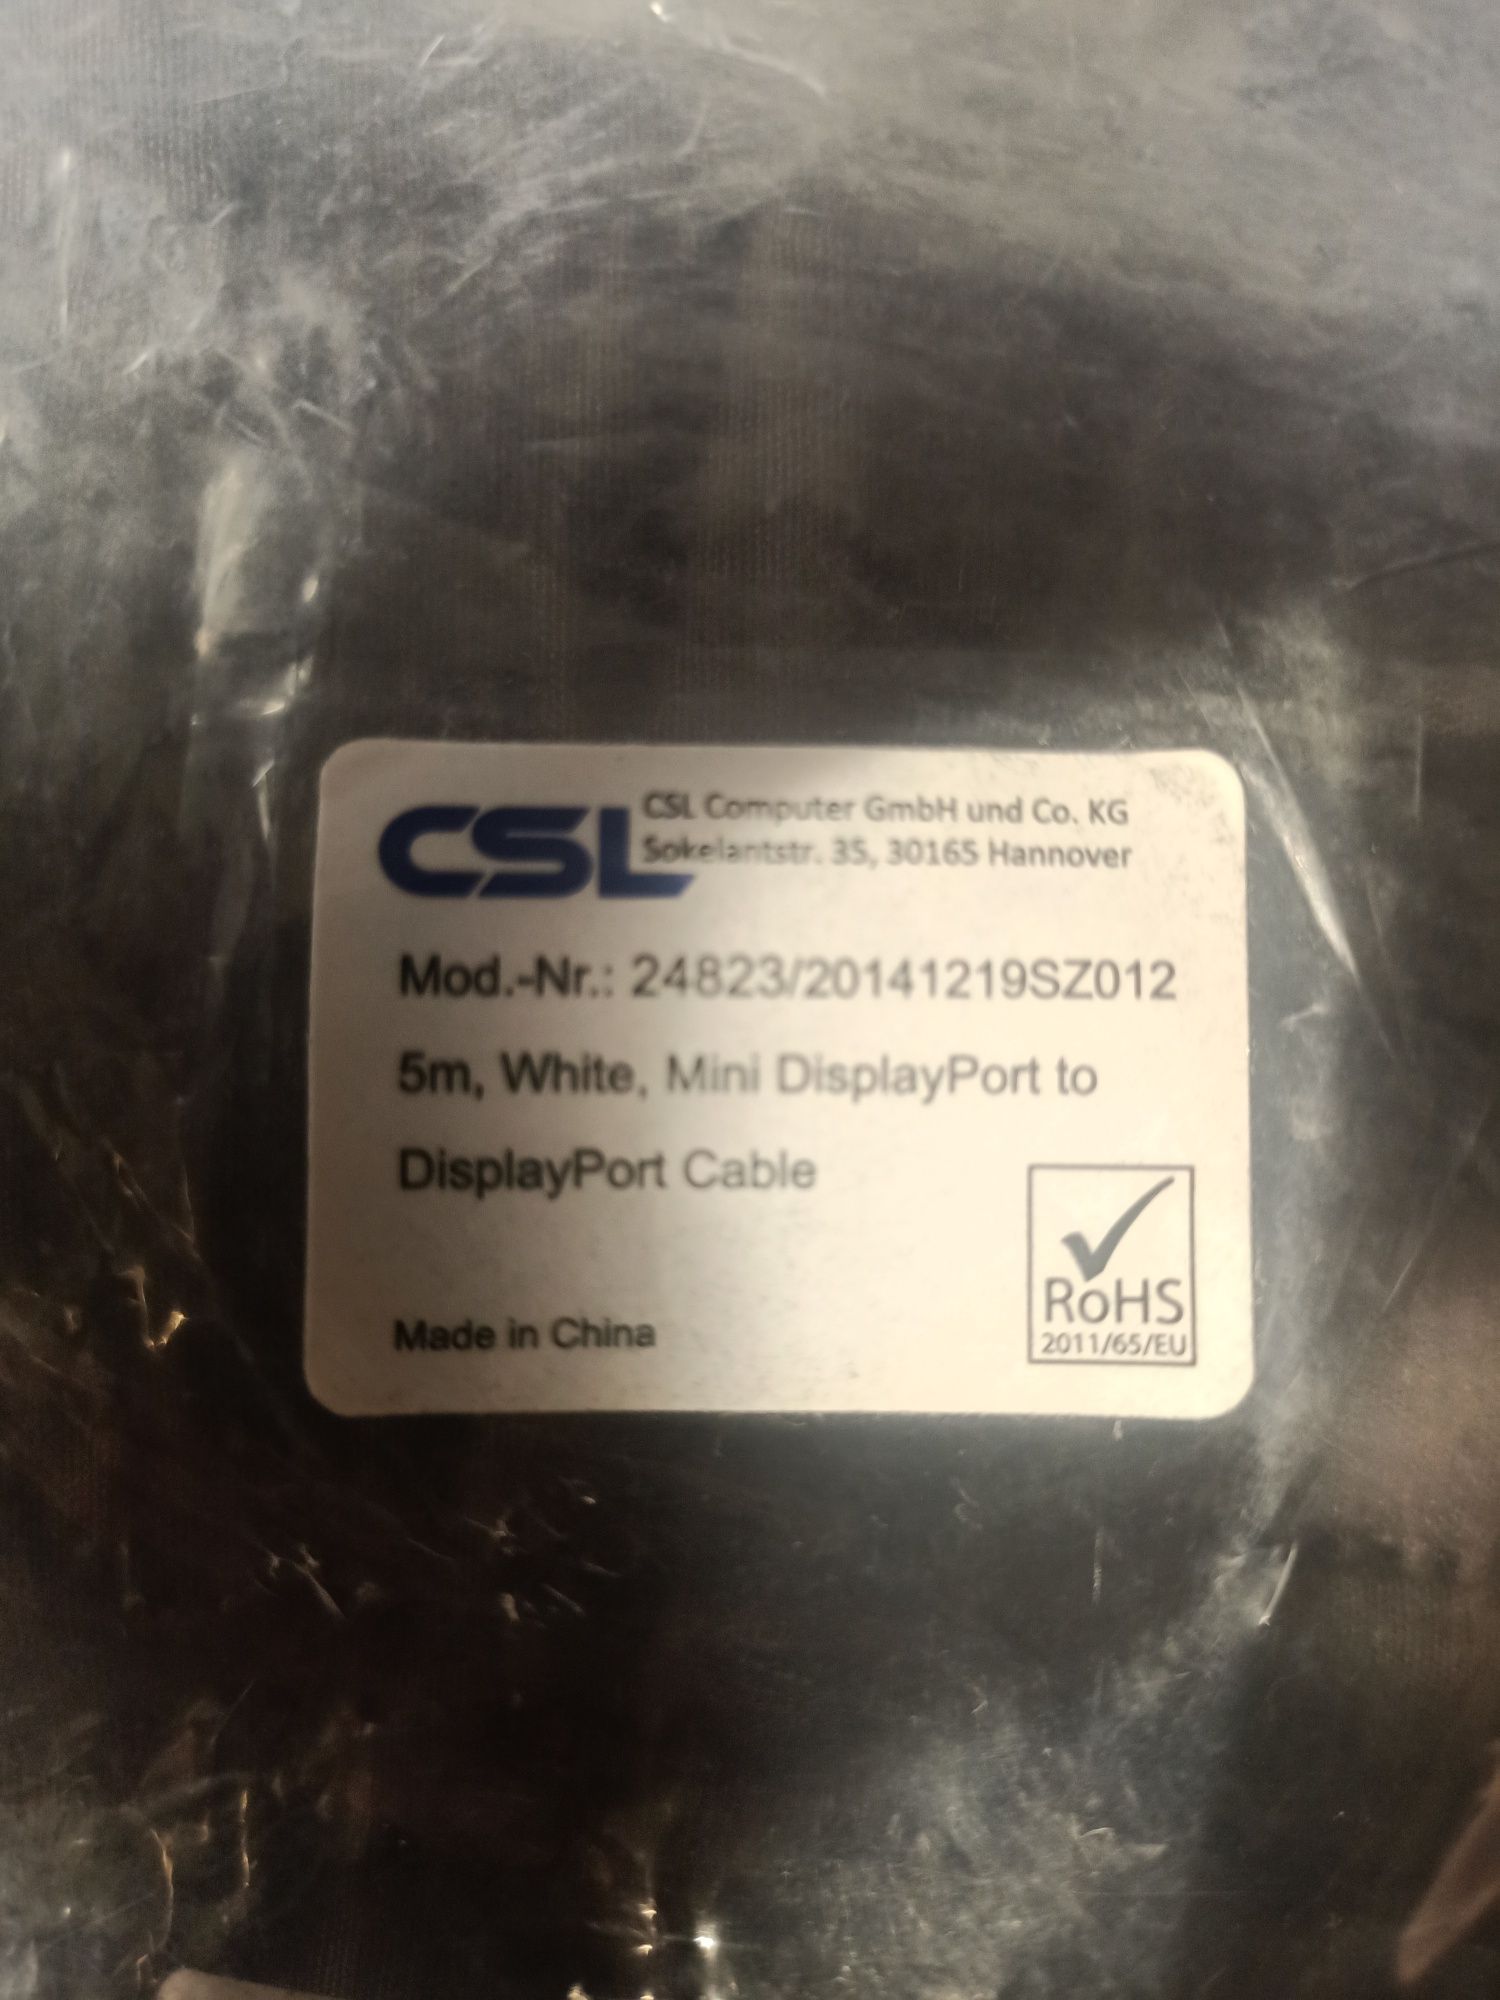 CSL
CSL Computer GmbH und Co. KG
Sokelantstr. 35, 30165 Hannover
Mod.-Nr.: 24823/20141219SZ012
5m, White, Mini DisplayPort to
DisplayPort Cable
Made in China
RoHS
2011/65/EU